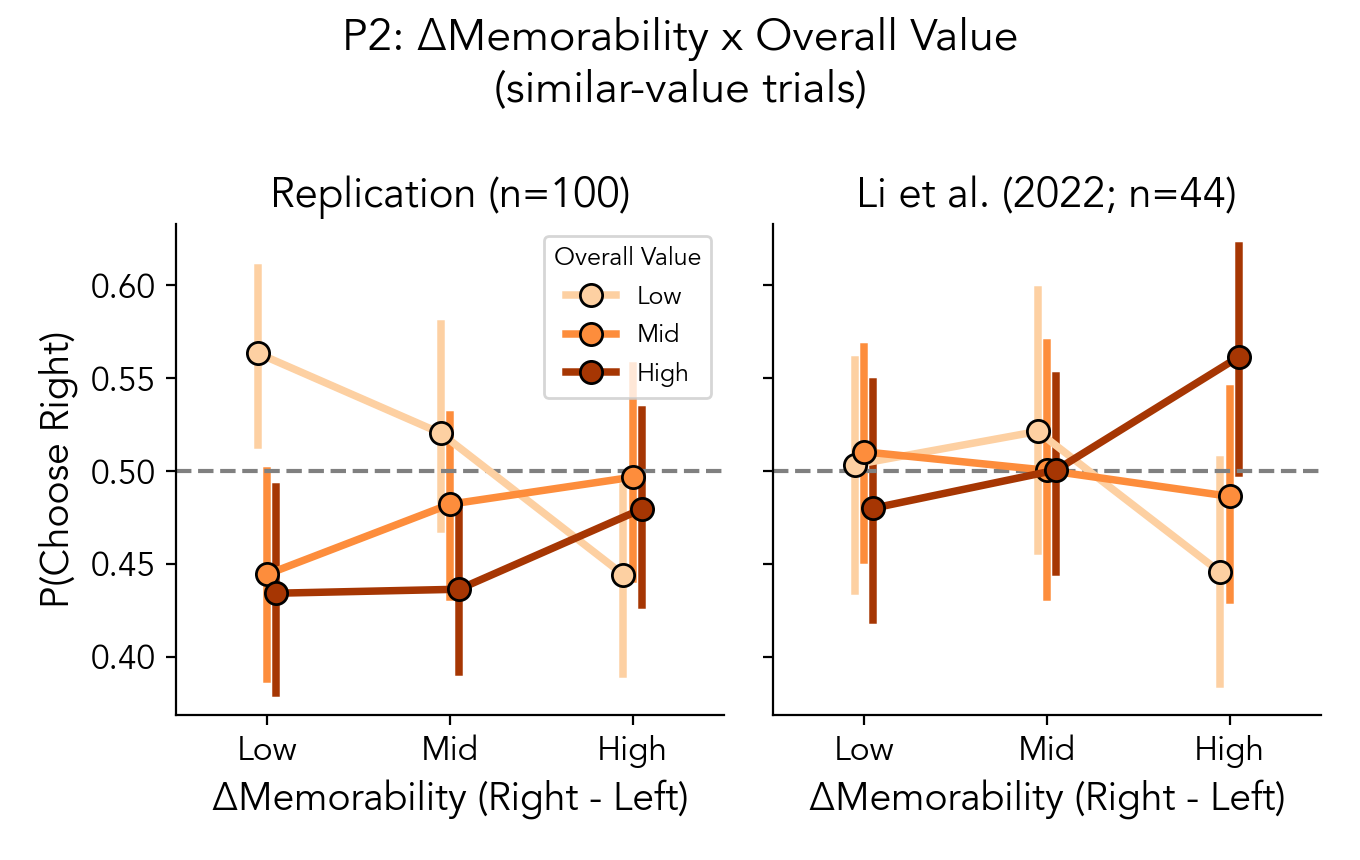 P2: ΔMemorability x Overall Value
(similar-value trials)
Replication (n=100)
Li et al. (2022; n=44)
P(Choose Right)
0.60
0.55
0.50
0.45
0.40
Overall Value
Low
Mid
High
Low
Mid
High
Low
Mid
High
ΔMemorability (Right - Left)
ΔMemorability (Right - Left)